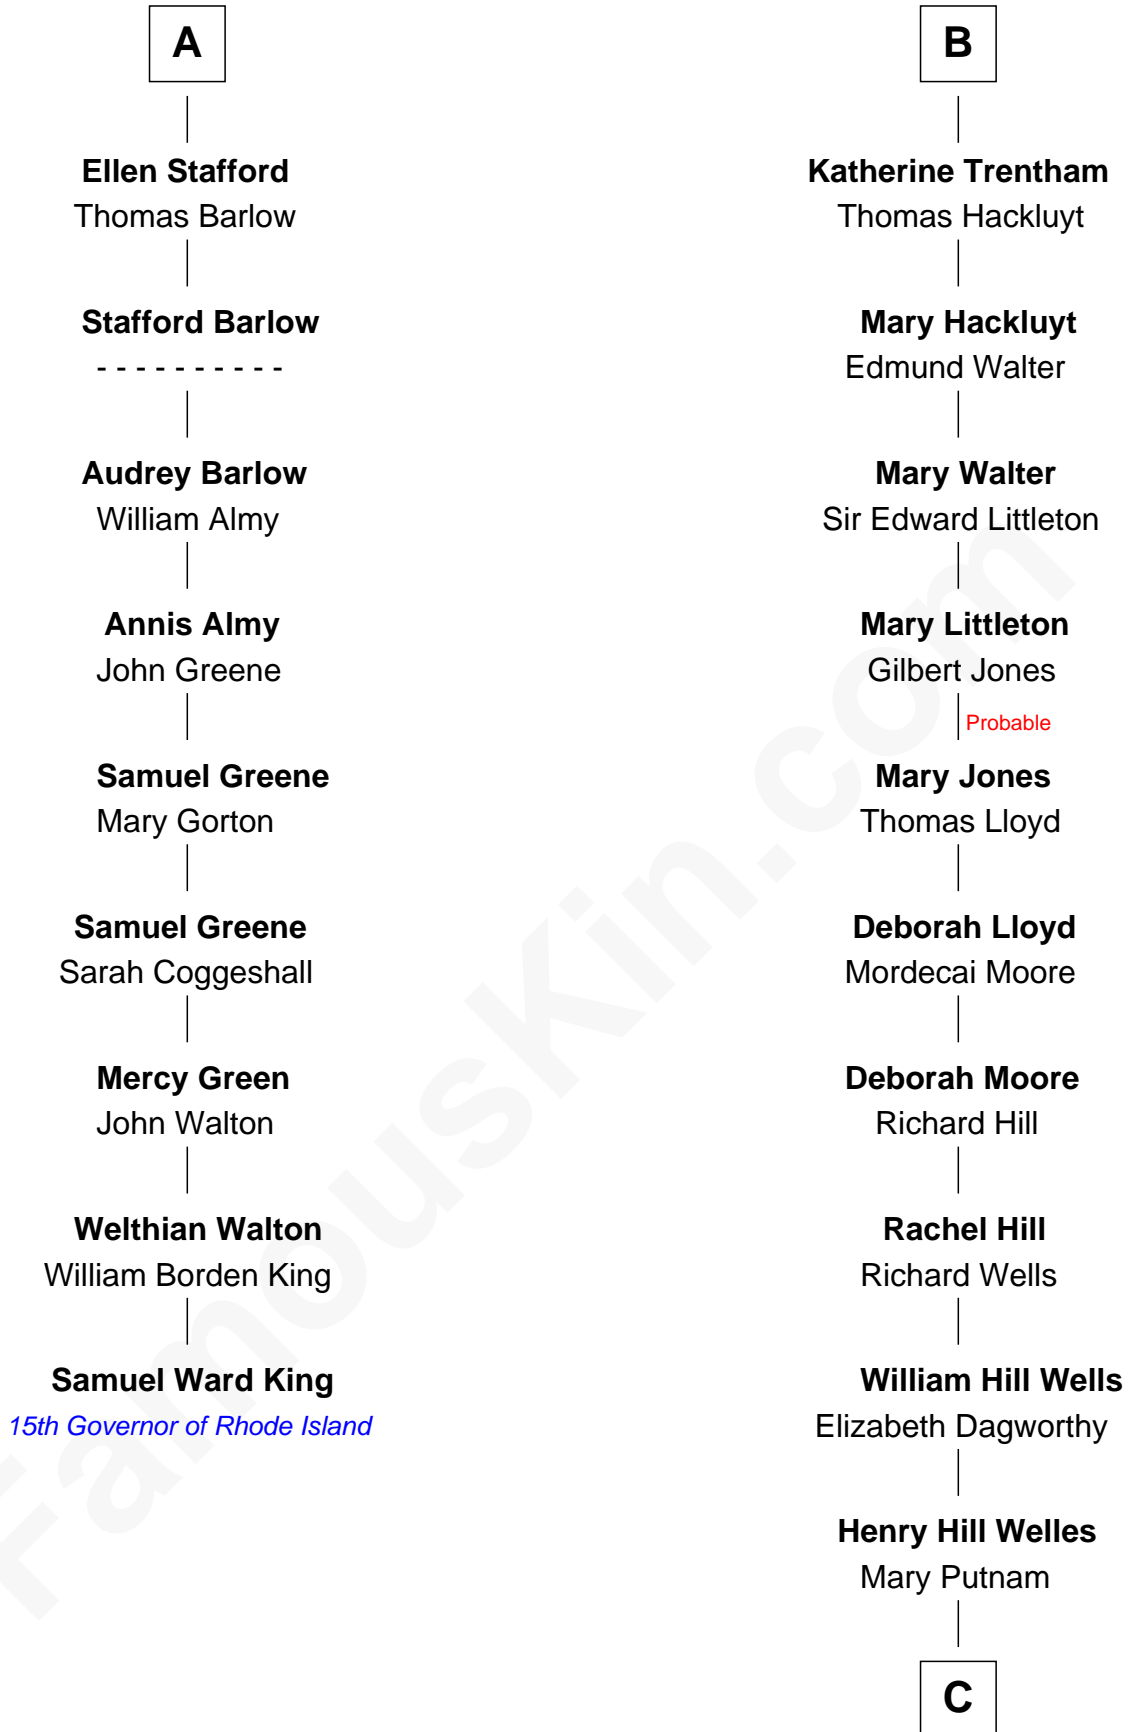 A
Ellen Stafford
Thomas Barlow
Stafford Barlow
- - - - - - - - - -
Audrey Barlow
William Almy
Annis Almy
John Greene
Samuel Greene
Mary Gorton
Samuel Greene
Sarah Coggeshall
Mercy Green
John Walton
Welthian Walton
William Borden King
Samuel Ward King
15th Governor of Rhode Island
B
Katherine Trentham
Thomas Hackluyt
Mary Hackluyt
Edmund Walter
Mary Walter
Sir Edward Littleton
Mary Littleton
Gilbert Jones
Probable
Mary Jones
Thomas Lloyd
Deborah Lloyd
Mordecai Moore
Deborah Moore
Richard Hill
Rachel Hill
Richard Wells
William Hill Wells
Elizabeth Dagworthy
Henry Hill Welles
Mary Putnam
C
FamousKin.com